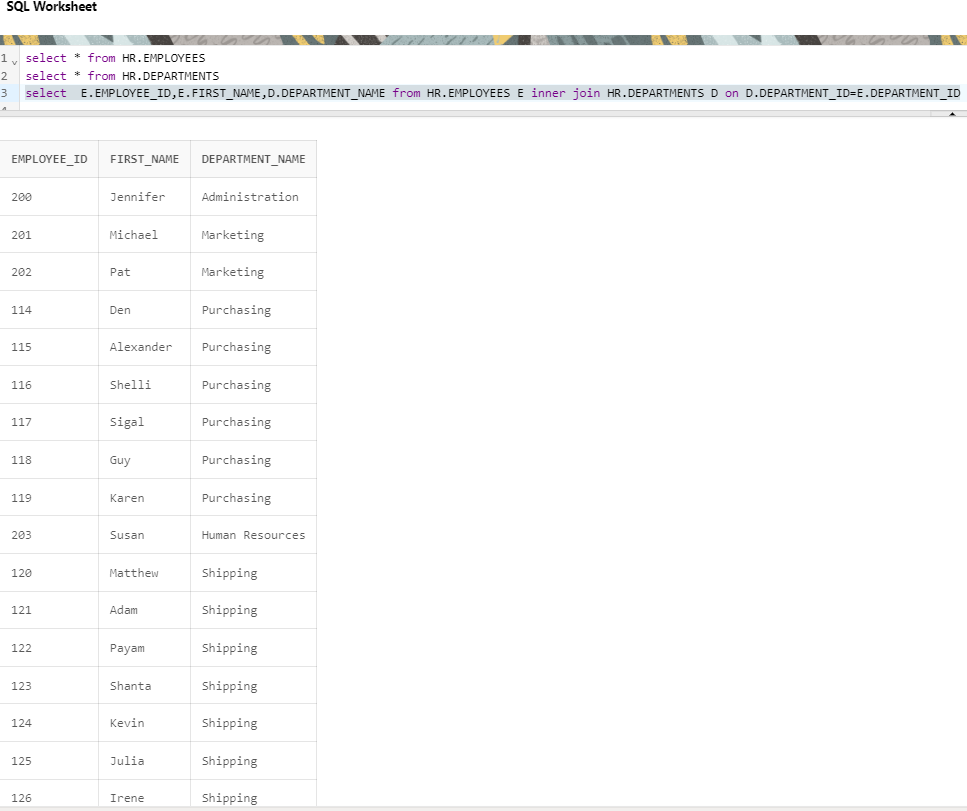 SQL Worksheet
1 select * from HR.EMPLOYEES
2 select * from HR.DEPARTMENTS
3 select  E.EMPLOYEE_ID,E.FIRST_NAME,D.DEPARTMENT_NAME from HR.EMPLOYEES E inner join HR.DEPARTMENTS D on D.DEPARTMENT_ID=E.DEPARTMENT_ID
EMPLOYEE_ID FIRST_NAME DEPARTMENT_NAME
200 Jennifer Administration
201 Michael Marketing
202 Pat Marketing
114 Den Purchasing
115 Alexander Purchasing
116 Shelli Purchasing
117 Sigal Purchasing
118 Guy Purchasing
119 Karen Purchasing
203 Susan Human Resources
120 Matthew Shipping
121 Adam Shipping
122 Payam Shipping
123 Shanta Shipping
124 Kevin Shipping
125 Julia Shipping
126 Irene Shipping